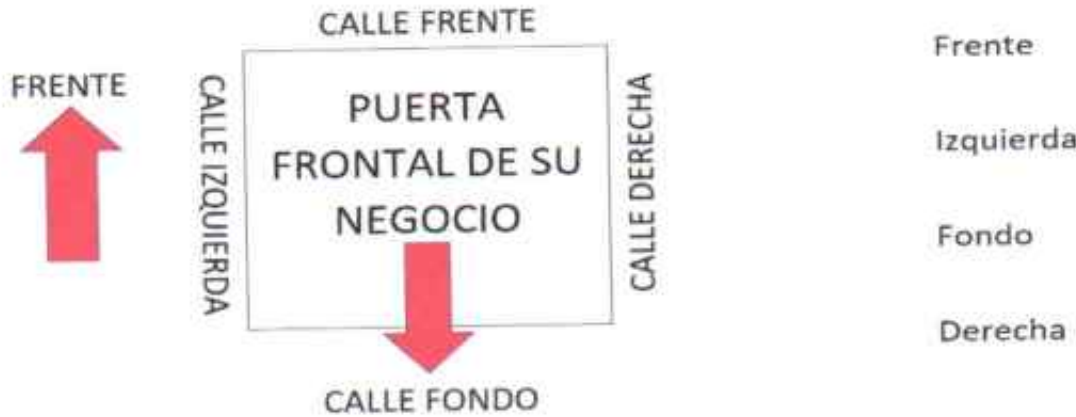 CALLE FRENTE
FRENTE
CALLE IZQUIERDA
PUERTA
FRONTAL DE SU
NEGOCIO
CALLE DERECHA
CALLE FONDO
Frente
Izquierda
Fondo
Derecha